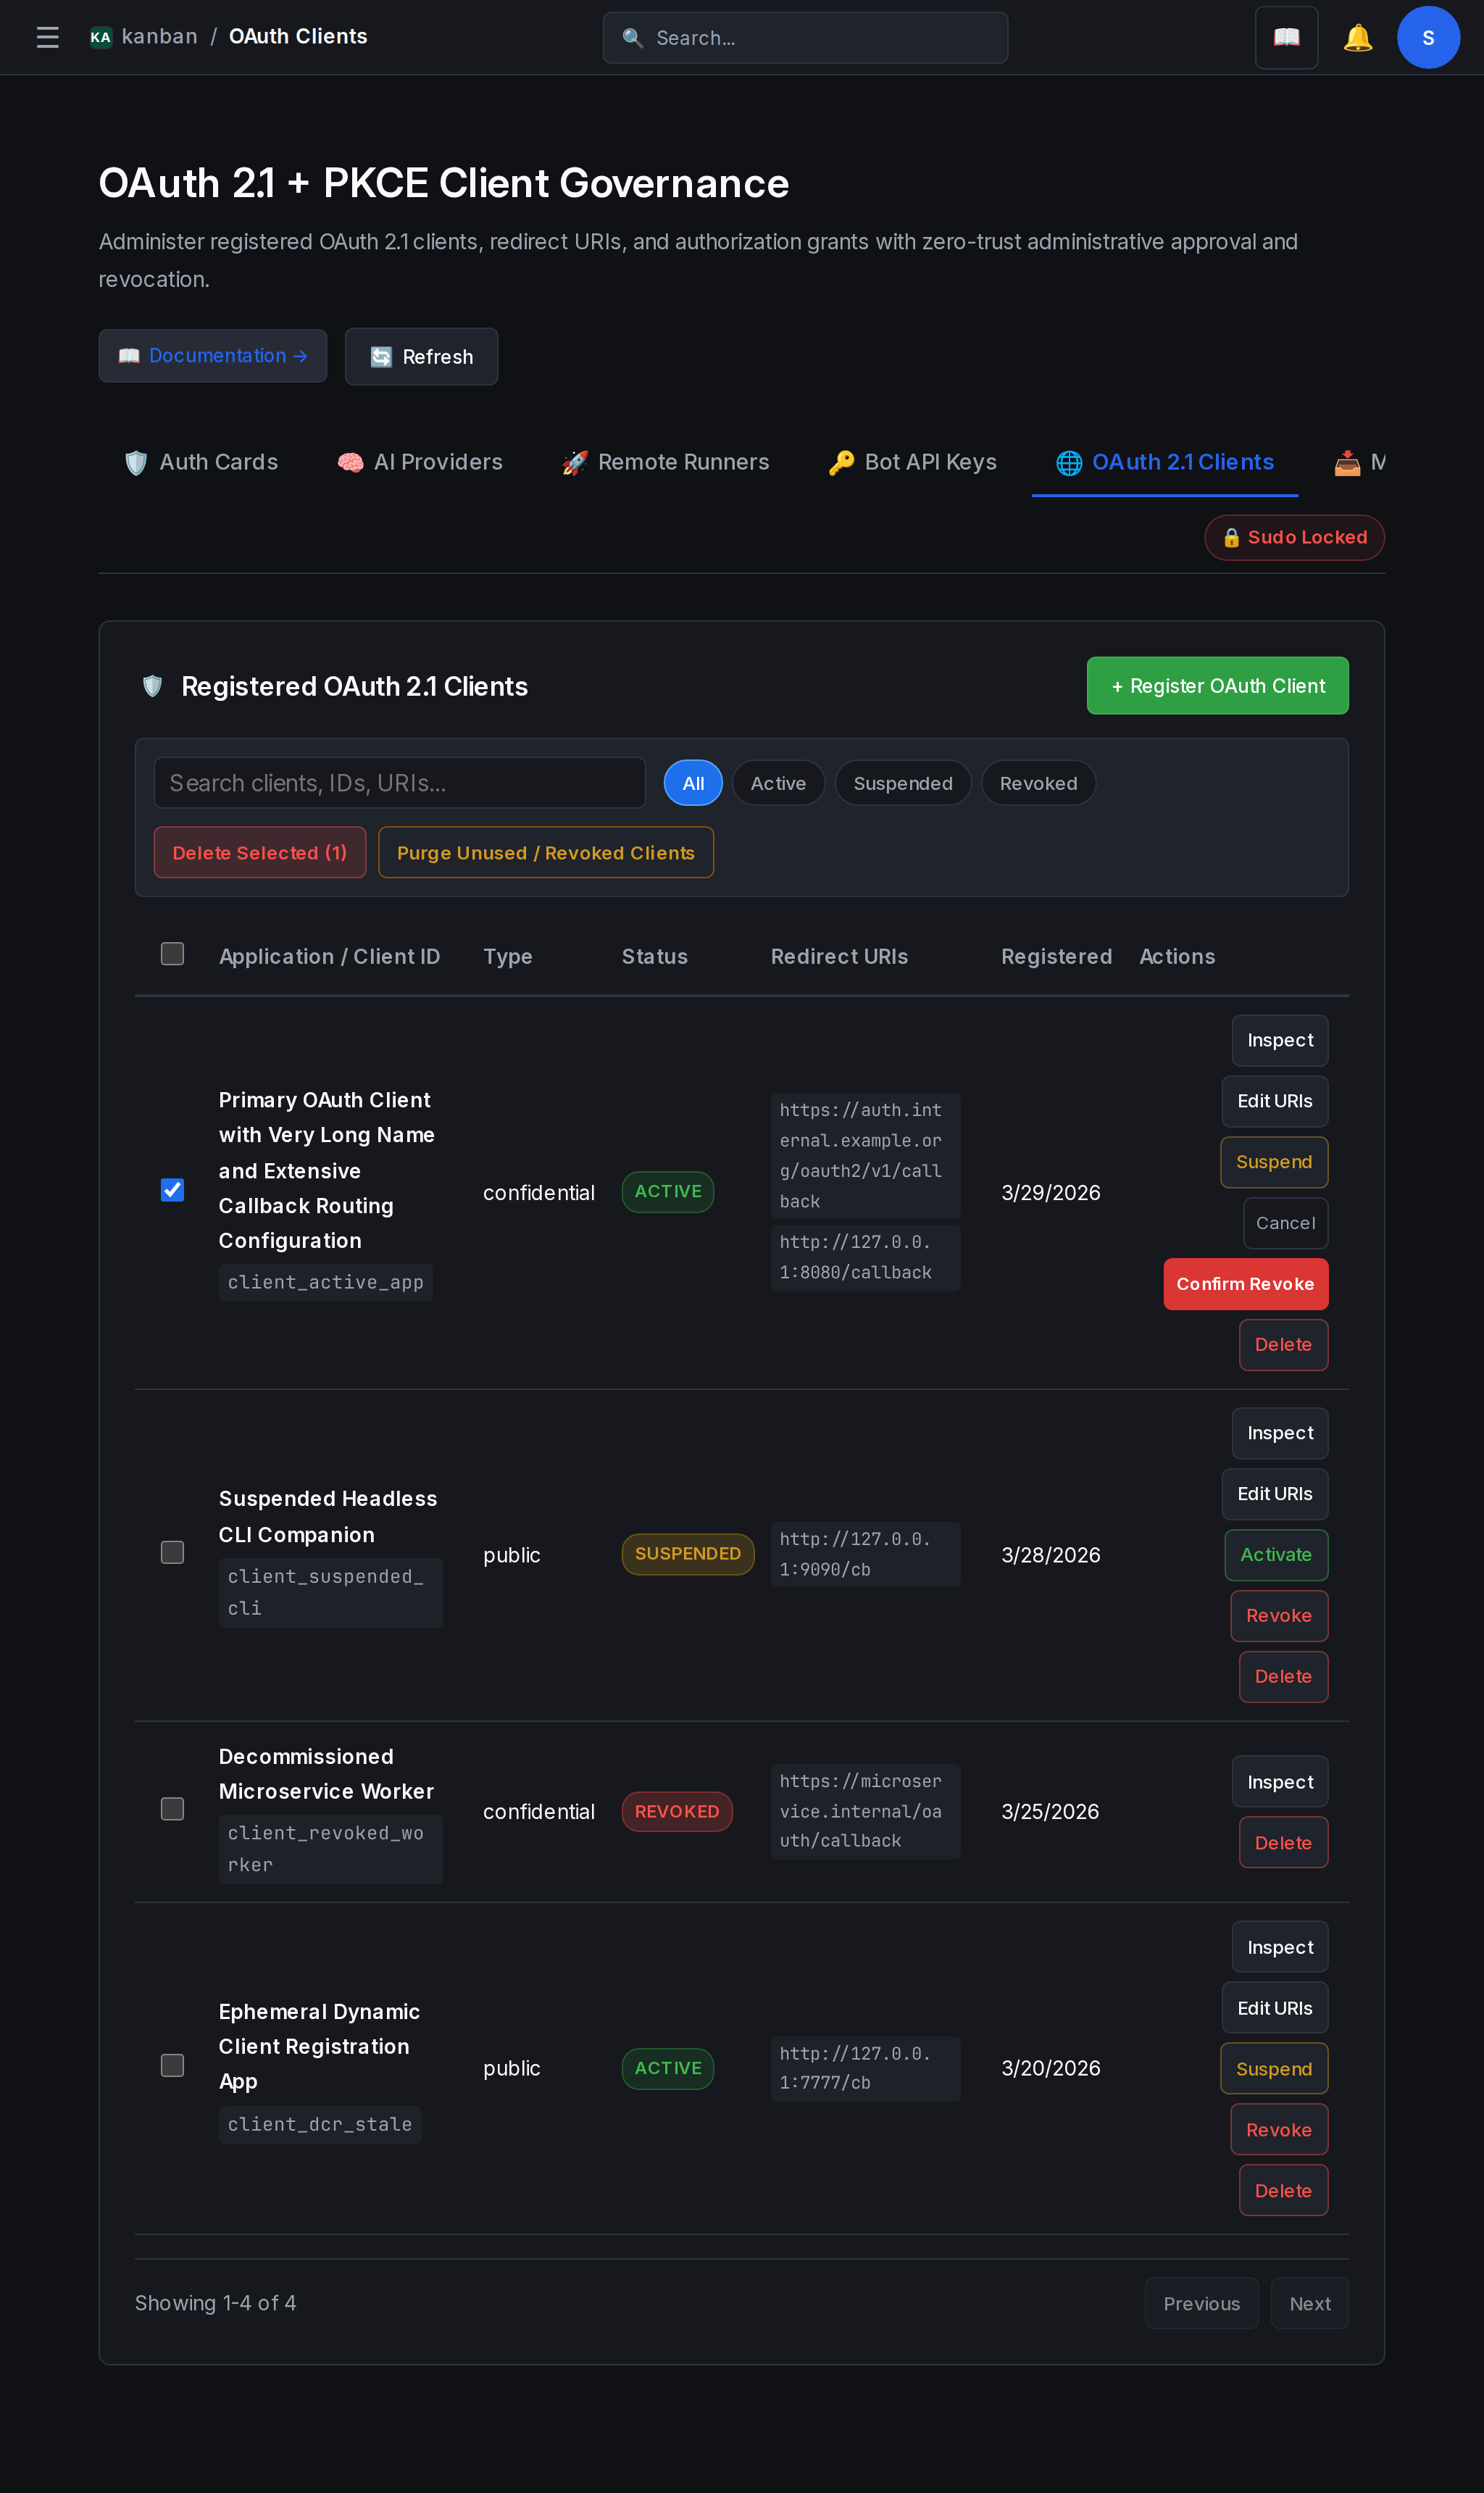 ☰ KA kanban / OAuth Clients 🔍 Search... 📖 🔔 S
OAuth 2.1 + PKCE Client Governance
Administer registered OAuth 2.1 clients, redirect URIs, and authorization grants with zero-trust administrative approval and
revocation.
📖 Documentation → 🔄 Refresh
🛡️ Auth Cards 🧠 AI Providers 🚀 Remote Runners 🔑 Bot API Keys 🌐 OAuth 2.1 Clients 📥 M
🔒 Sudo Locked
🛡️ Registered OAuth 2.1 Clients + Register OAuth Client
Search clients, IDs, URIs... All Active Suspended Revoked
Delete Selected (1) Purge Unused / Revoked Clients
Application / Client ID Type Status Redirect URIs Registered Actions
Primary OAuth Client
with Very Long Name
and Extensive
Callback Routing
Configuration
client_active_app
confidential
ACTIVE
https://auth.int
ernal.example.or
g/oauth2/v1/call
back
http://127.0.0.
1:8080/callback
3/29/2026
Inspect
Edit URIs
Suspend
Cancel
Confirm Revoke
Delete
Suspended Headless
CLI Companion
client_suspended_
cli
public
SUSPENDED
http://127.0.0.
1:9090/cb
3/28/2026
Inspect
Edit URIs
Activate
Revoke
Delete
Decommissioned
Microservice Worker
client_revoked_wo
rker
confidential
REVOKED
https://microser
vice.internal/oa
uth/callback
3/25/2026
Inspect
Delete
Ephemeral Dynamic
Client Registration
App
client_dcr_stale
public
ACTIVE
http://127.0.0.
1:7777/cb
3/20/2026
Inspect
Edit URIs
Suspend
Revoke
Delete
Showing 1-4 of 4 Previous Next